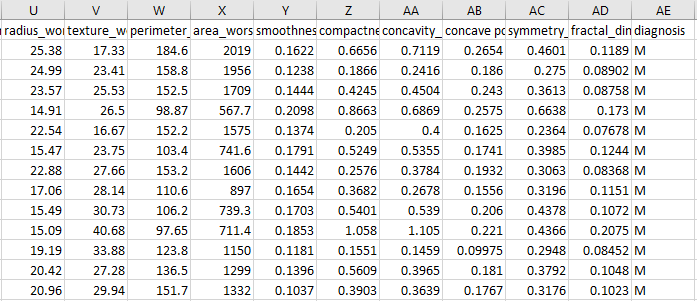 U V W X Y Z AA AB AC AD AE
radius_wor texture_w perimeter_ area_wors smoothnes compactne concavity_ concave po symmetry_ fractal_din diagnosis
25.38 17.33 184.6 2019 0.1622 0.6656 0.7119 0.2654 0.4601 0.1189 M
24.99 23.41 158.8 1956 0.1238 0.1866 0.2416 0.186 0.275 0.08902 M
23.57 25.53 152.5 1709 0.1444 0.4245 0.4504 0.243 0.3613 0.08758 M
14.91 26.5 98.87 567.7 0.2098 0.8663 0.6869 0.2575 0.6638 0.173 M
22.54 16.67 152.2 1575 0.1374 0.205 0.4 0.1625 0.2364 0.07678 M
15.47 23.75 103.4 741.6 0.1791 0.5249 0.5355 0.1741 0.3985 0.1244 M
22.88 27.66 153.2 1606 0.1442 0.2576 0.3784 0.1932 0.3063 0.08368 M
17.06 28.14 110.6 897 0.1654 0.3682 0.2678 0.1556 0.3196 0.1151 M
15.49 30.73 106.2 739.3 0.1703 0.5401 0.539 0.206 0.4378 0.1072 M
15.09 40.68 97.65 711.4 0.1853 1.058 1.105 0.221 0.4366 0.2075 M
19.19 33.88 123.8 1150 0.1181 0.1551 0.1459 0.09975 0.2948 0.08452 M
20.42 27.28 136.5 1299 0.1396 0.5609 0.3965 0.181 0.3792 0.1048 M
20.96 29.94 151.7 1332 0.1037 0.3903 0.3639 0.1767 0.3176 0.1023 M